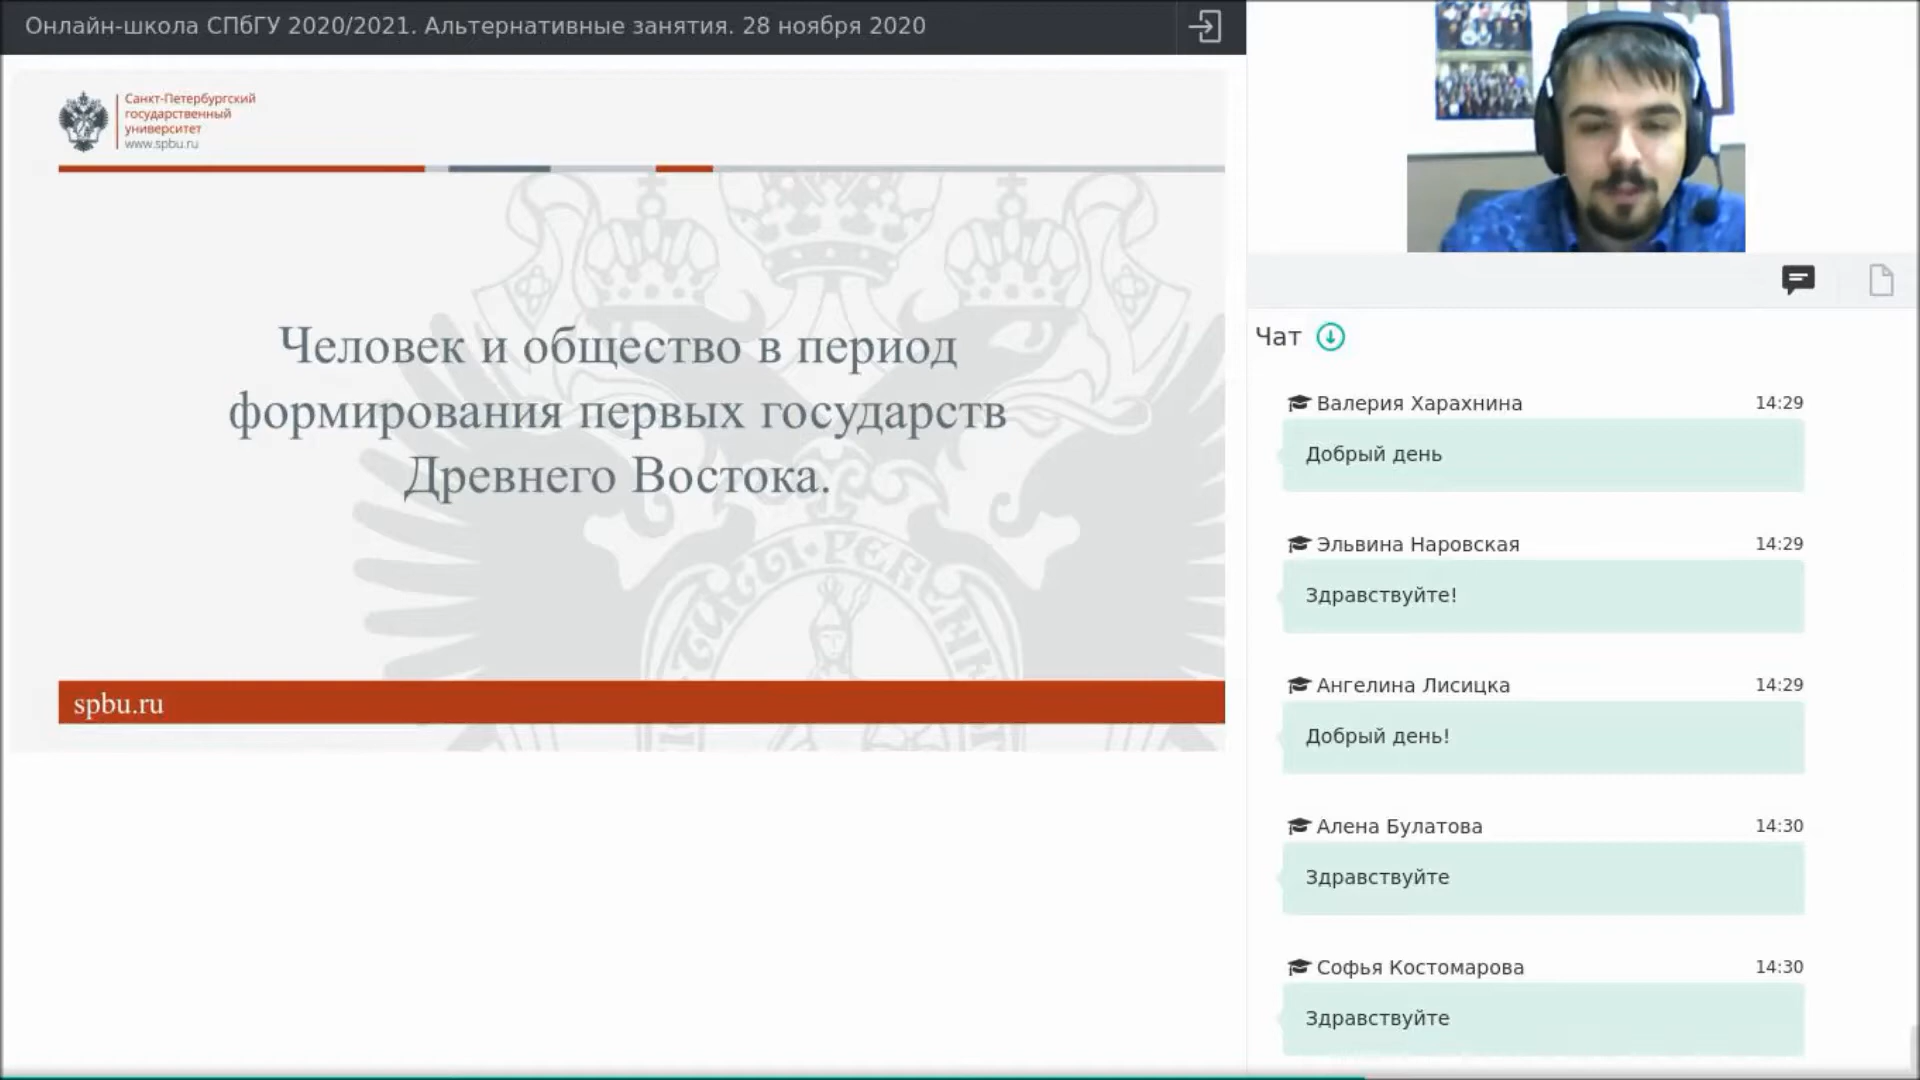 Онлайн-школа СПбГУ 2020/2021. Альтернативные занятия. 28 ноября 2020
Санкт-Петербургский
государственный
университет
www.spbu.ru
Человек и общество в период
формирования первых государств
Древнего Востока.
spbu.ru
Чат
Валерия Харахнина 14:29
Добрый день
Эльвина Наровская 14:29
Здравствуйте!
Ангелина Лисицка 14:29
Добрый день!
Алена Булатова 14:30
Здравствуйте
Софья Костомарова 14:30
Здравствуйте